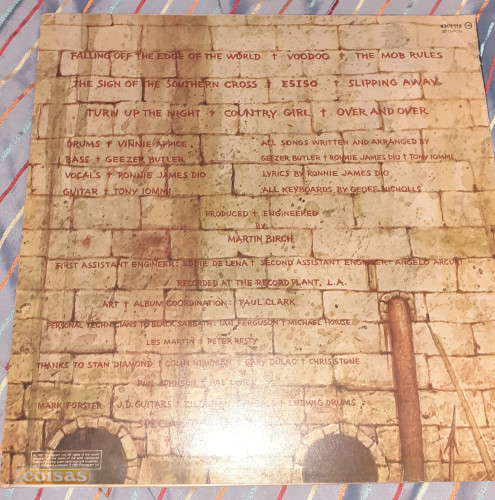 FALLING OFF THE EDGE OF THE WORLD † VOODOO † THE MOB RULES
THE SIGN OF THE SOUTHERN CROSS † E5150 † SLIPPING AWAY
TURN UP THE NIGHT † COUNTRY GIRL † OVER AND OVER
DRUMS † VINNIE APPICE
BASS † GEEZER BUTLER
VOCALS † RONNIE JAMES DIO
GUITAR † TONY IOMMI
ALL SONGS WRITTEN AND ARRANGED BY
GEEZER BUTLER † RONNIE JAMES DIO † TONY IOMMI
LYRICS BY RONNIE JAMES DIO
ALL KEYBOARDS BY GEOFF NICHOLLS
PRODUCED † ENGINEERED
BY
MARTIN BIRCH
FIRST ASSISTANT ENGINEER: EDDIE DELENA † SECOND ASSISTANT ENGINEER: ANGELO ARCURI
RECORDED AT THE RECORD PLANT, L.A.
ART † ALBUM COORDINATION: PAUL CLARK
PERSONAL TECHNICIANS TO BLACK SABBATH: IAN FERGUSON † MICHAEL HOWSE
LES MARTIN † PETER RESTY
THANKS TO STAN 'DIAMOND' † COLIN NEWMAN † GARY DULAC † CHRIS STONE
PAUL JOHNSON †
MARK FORSTER † J.D. GUITARS † † LUDWIG DRUMS
coisas